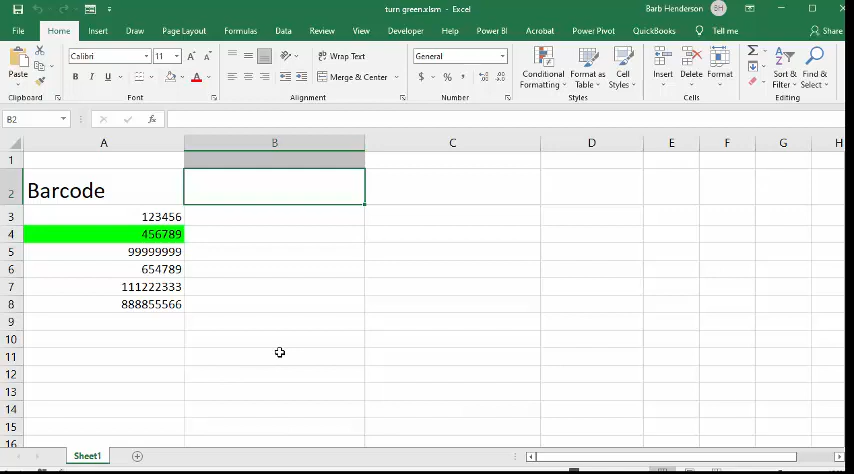 turn green.xlsm - Excel
Barb Henderson
BH
File Home Insert Draw Page Layout Formulas Data Review View Developer Help Power BI Acrobat Power Pivot QuickBooks Tell me Share
Paste
Calibri 11 A A
B I U A
Wrap Text
Merge & Center
General
$ % ,
Conditional Formatting
Format as Table
Cell Styles
Insert Delete Format
Sort & Filter
Find & Select
Clipboard Font Alignment Number Styles Cells Editing
B2 fx
A B C D E F G H
1
2 Barcode
3 123456
4 456789
5 99999999
6 654789
7 111222333
8 888855566
9
10
11
12
13
14
15
16
Sheet1